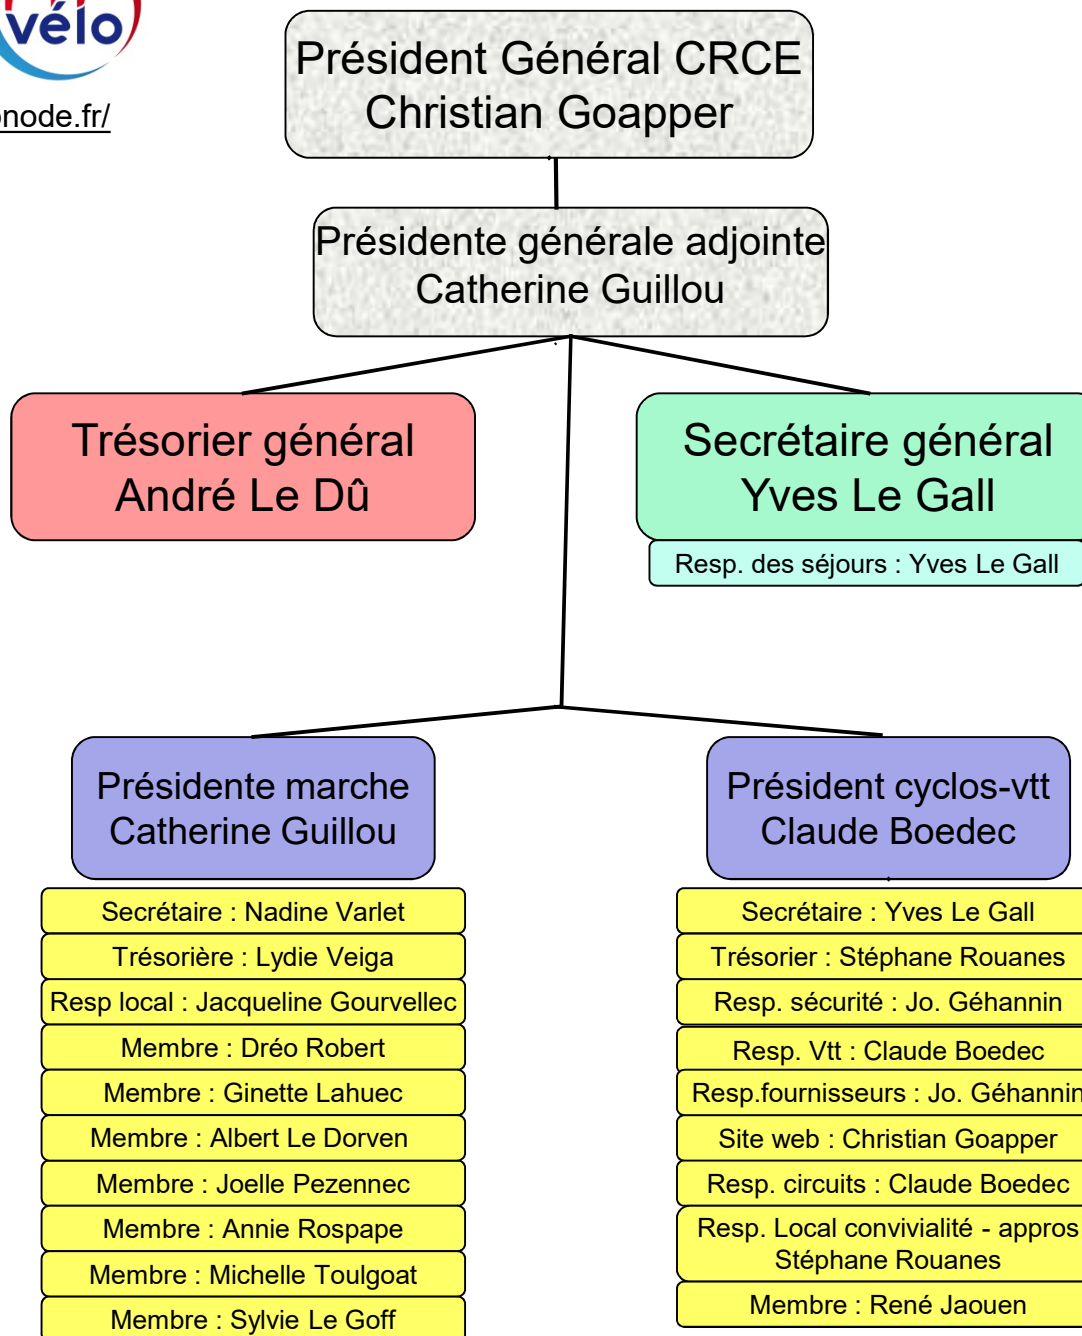 vélo
node.fr/
Président Général CRCE
Christian Goapper
Présidente générale adjointe
Catherine Guillou
Trésorier général
André Le Dû
Secrétaire général
Yves Le Gall
Resp. des séjours : Yves Le Gall
Présidente marche
Catherine Guillou
Secrétaire : Nadine Varlet
Trésorière : Lydie Veiga
Resp local : Jacqueline Gourvellec
Membre : Dréo Robert
Membre : Ginette Lahuec
Membre : Albert Le Dorven
Membre : Joelle Pezennec
Membre : Annie Rospape
Membre : Michelle Toulgoat
Membre : Sylvie Le Goff
Président cyclos-vtt
Claude Boedec
Secrétaire : Yves Le Gall
Trésorier : Stéphane Rouanes
Resp. sécurité : Jo. Géhannin
Resp. Vtt : Claude Boedec
Resp.fournisseurs : Jo. Géhannin
Site web : Christian Goapper
Resp. circuits : Claude Boedec
Resp. Local convivialité - appros
Stéphane Rouanes
Membre : René Jaouen